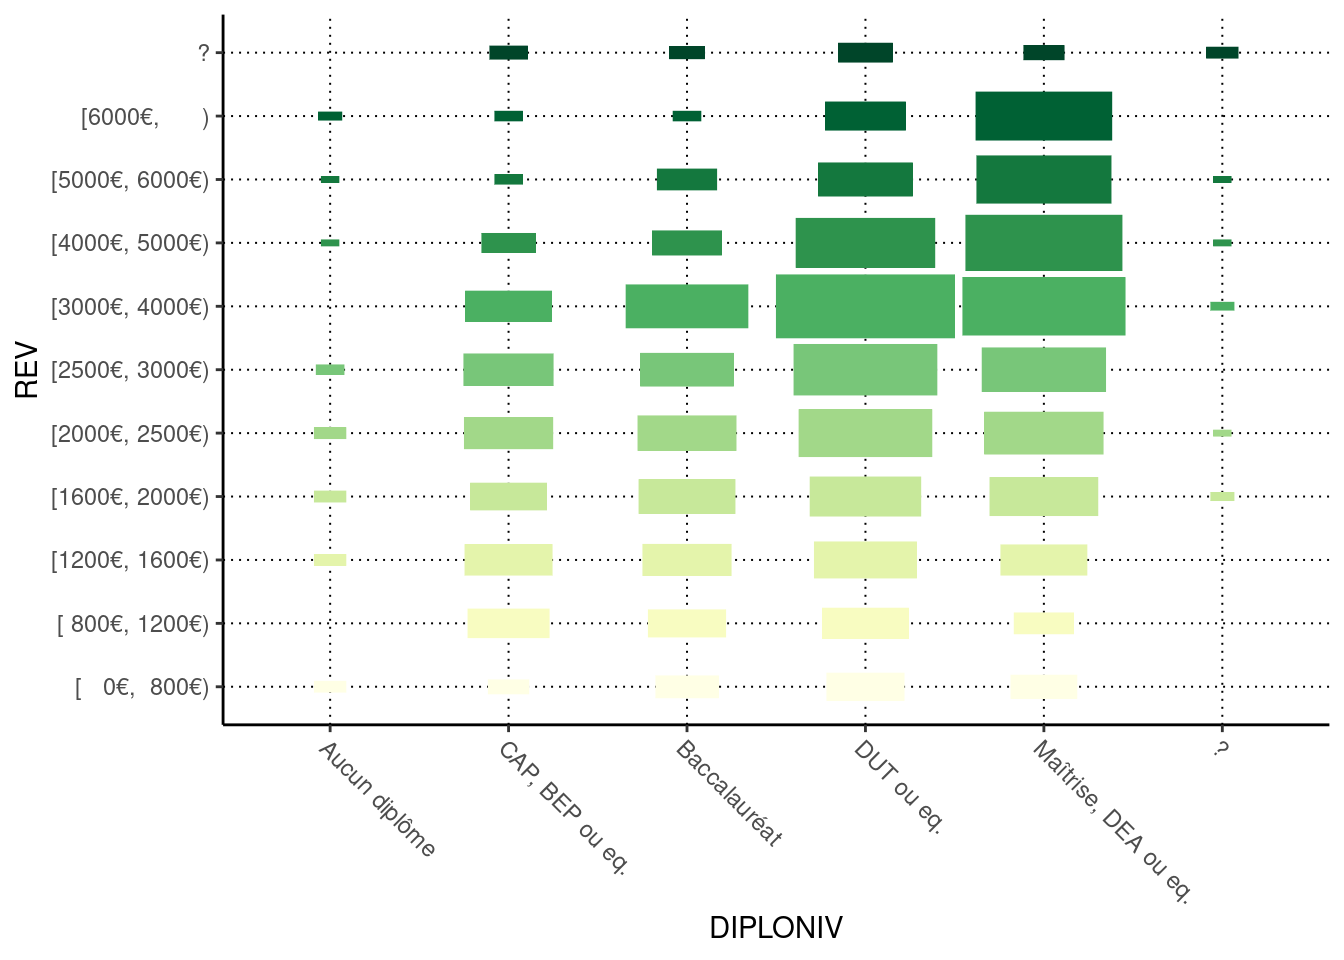 ?
[6000€,      )
[5000€, 6000€)
[4000€, 5000€)
[3000€, 4000€)
[2500€, 3000€)
[2000€, 2500€)
[1600€, 2000€)
[1200€, 1600€)
[ 800€, 1200€)
[   0€,  800€)
REV
Aucun diplôme
CAP, BEP ou eq.
Baccalauréat
DUT ou eq.
Maîtrise, DEA ou eq.
?
DIPLONIV